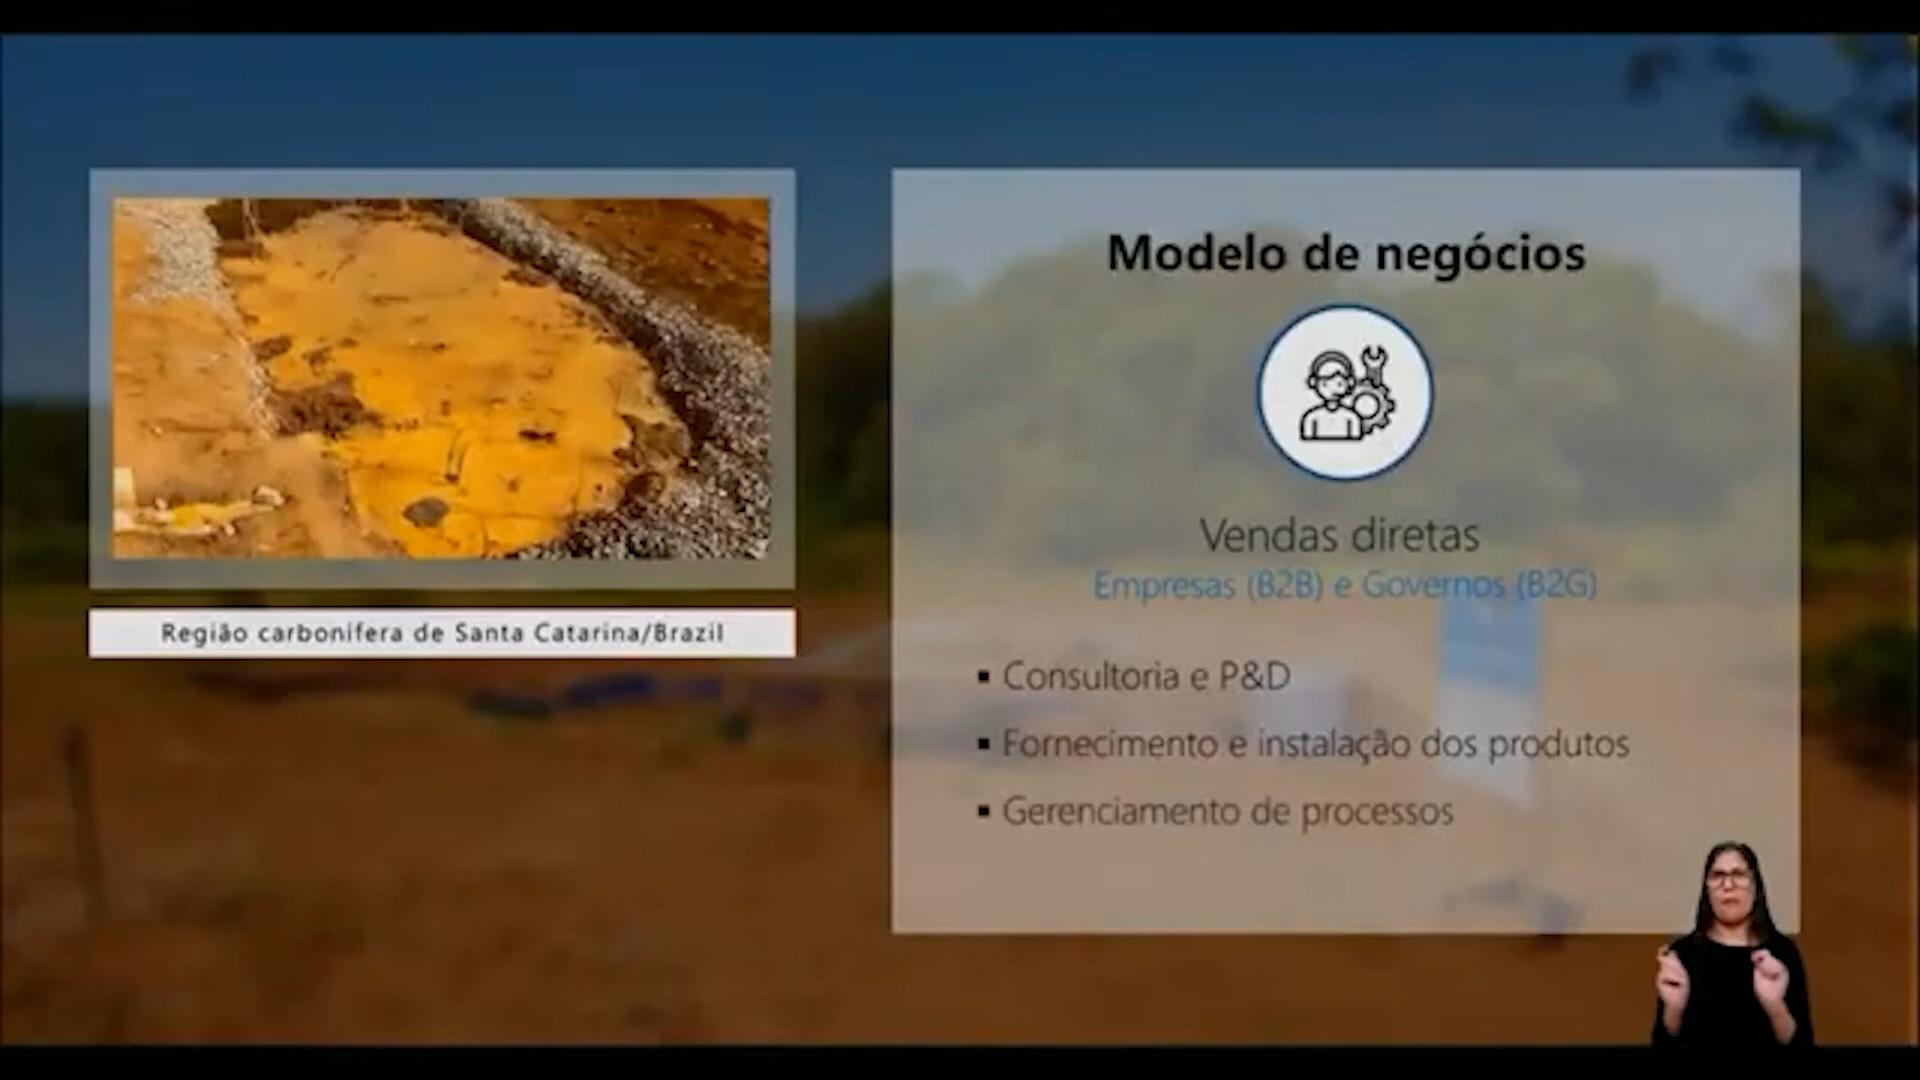 Região carbonífera de Santa Catarina/Brazil
Modelo de negócios
Vendas diretas
Empresas (B2B) e Governos (B2G)
▪ Consultoria e P&D
▪ Fornecimento e instalação dos produtos
▪ Gerenciamento de processos